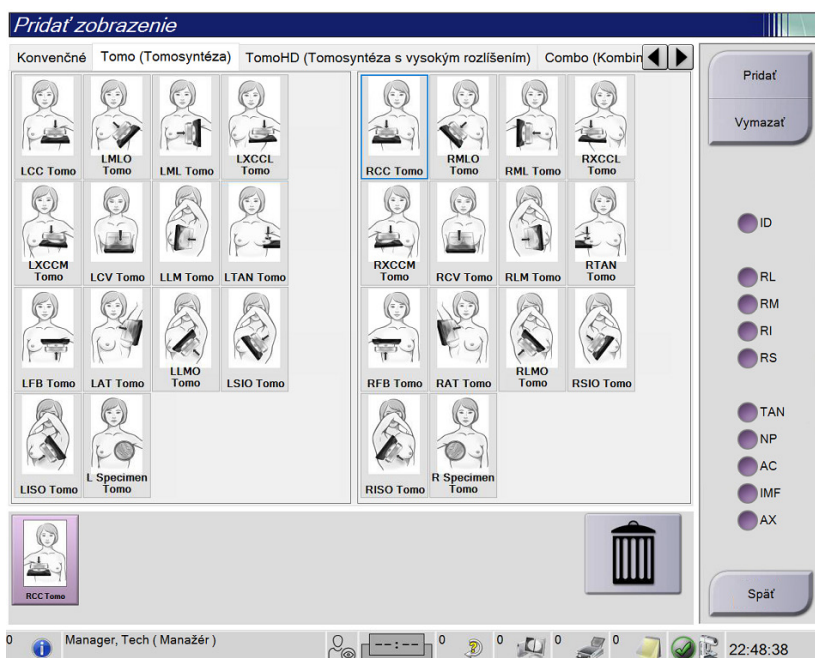 Pridať zobrazenie
Konvenčné
Tomo (Tomosyntéza)
TomoHD (Tomosyntéza s vysokým rozlíšením)
Combo (Kombin
LCC Tomo
LMLO
Tomo
LML Tomo
LXCCL
Tomo
LXCCM
Tomo
LCV Tomo
LLM Tomo
LTAN Tomo
LFB Tomo
LAT Tomo
LLMO
Tomo
LSIO Tomo
LISO Tomo
L Specimen
Tomo
RCC Tomo
RMLO
Tomo
RML Tomo
RXCCL
Tomo
RXCCM
Tomo
RCV Tomo
RLM Tomo
RTAN
Tomo
RFB Tomo
RAT Tomo
RLMO
Tomo
RSIO Tomo
RISO Tomo
R Specimen
Tomo
Pridať
Vymazať
ID
RL
RM
RI
RS
TAN
NP
AC
IMF
AX
Späť
RCC Tomo
0
Manager, Tech ( Manažér )
--:--
0
0
0
0
22:48:38